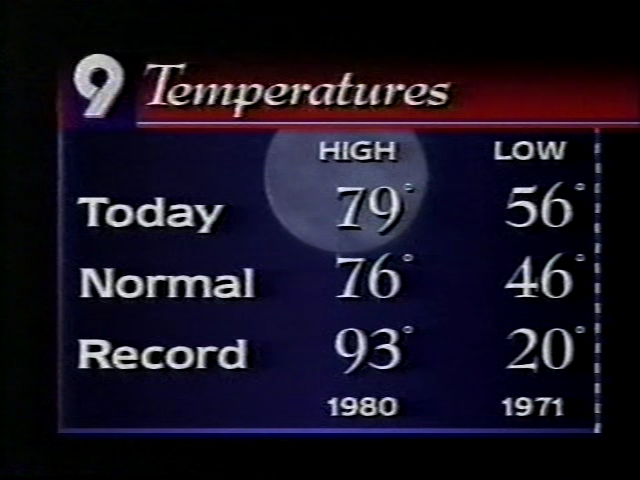 9 Temperatures
HIGH LOW
Today 79° 56°
Normal 76° 46°
Record 93° 20°
1980 1971